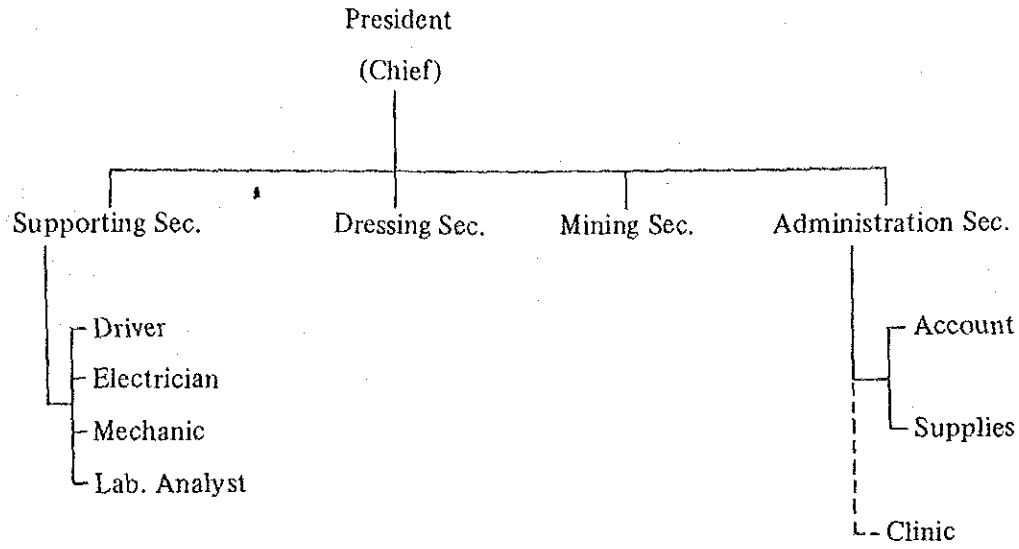 President
(Chief)
Supporting Sec. Dressing Sec. Mining Sec. Administration Sec.
Driver
Electrician
Mechanic
Lab. Analyst
Account
Supplies
Clinic